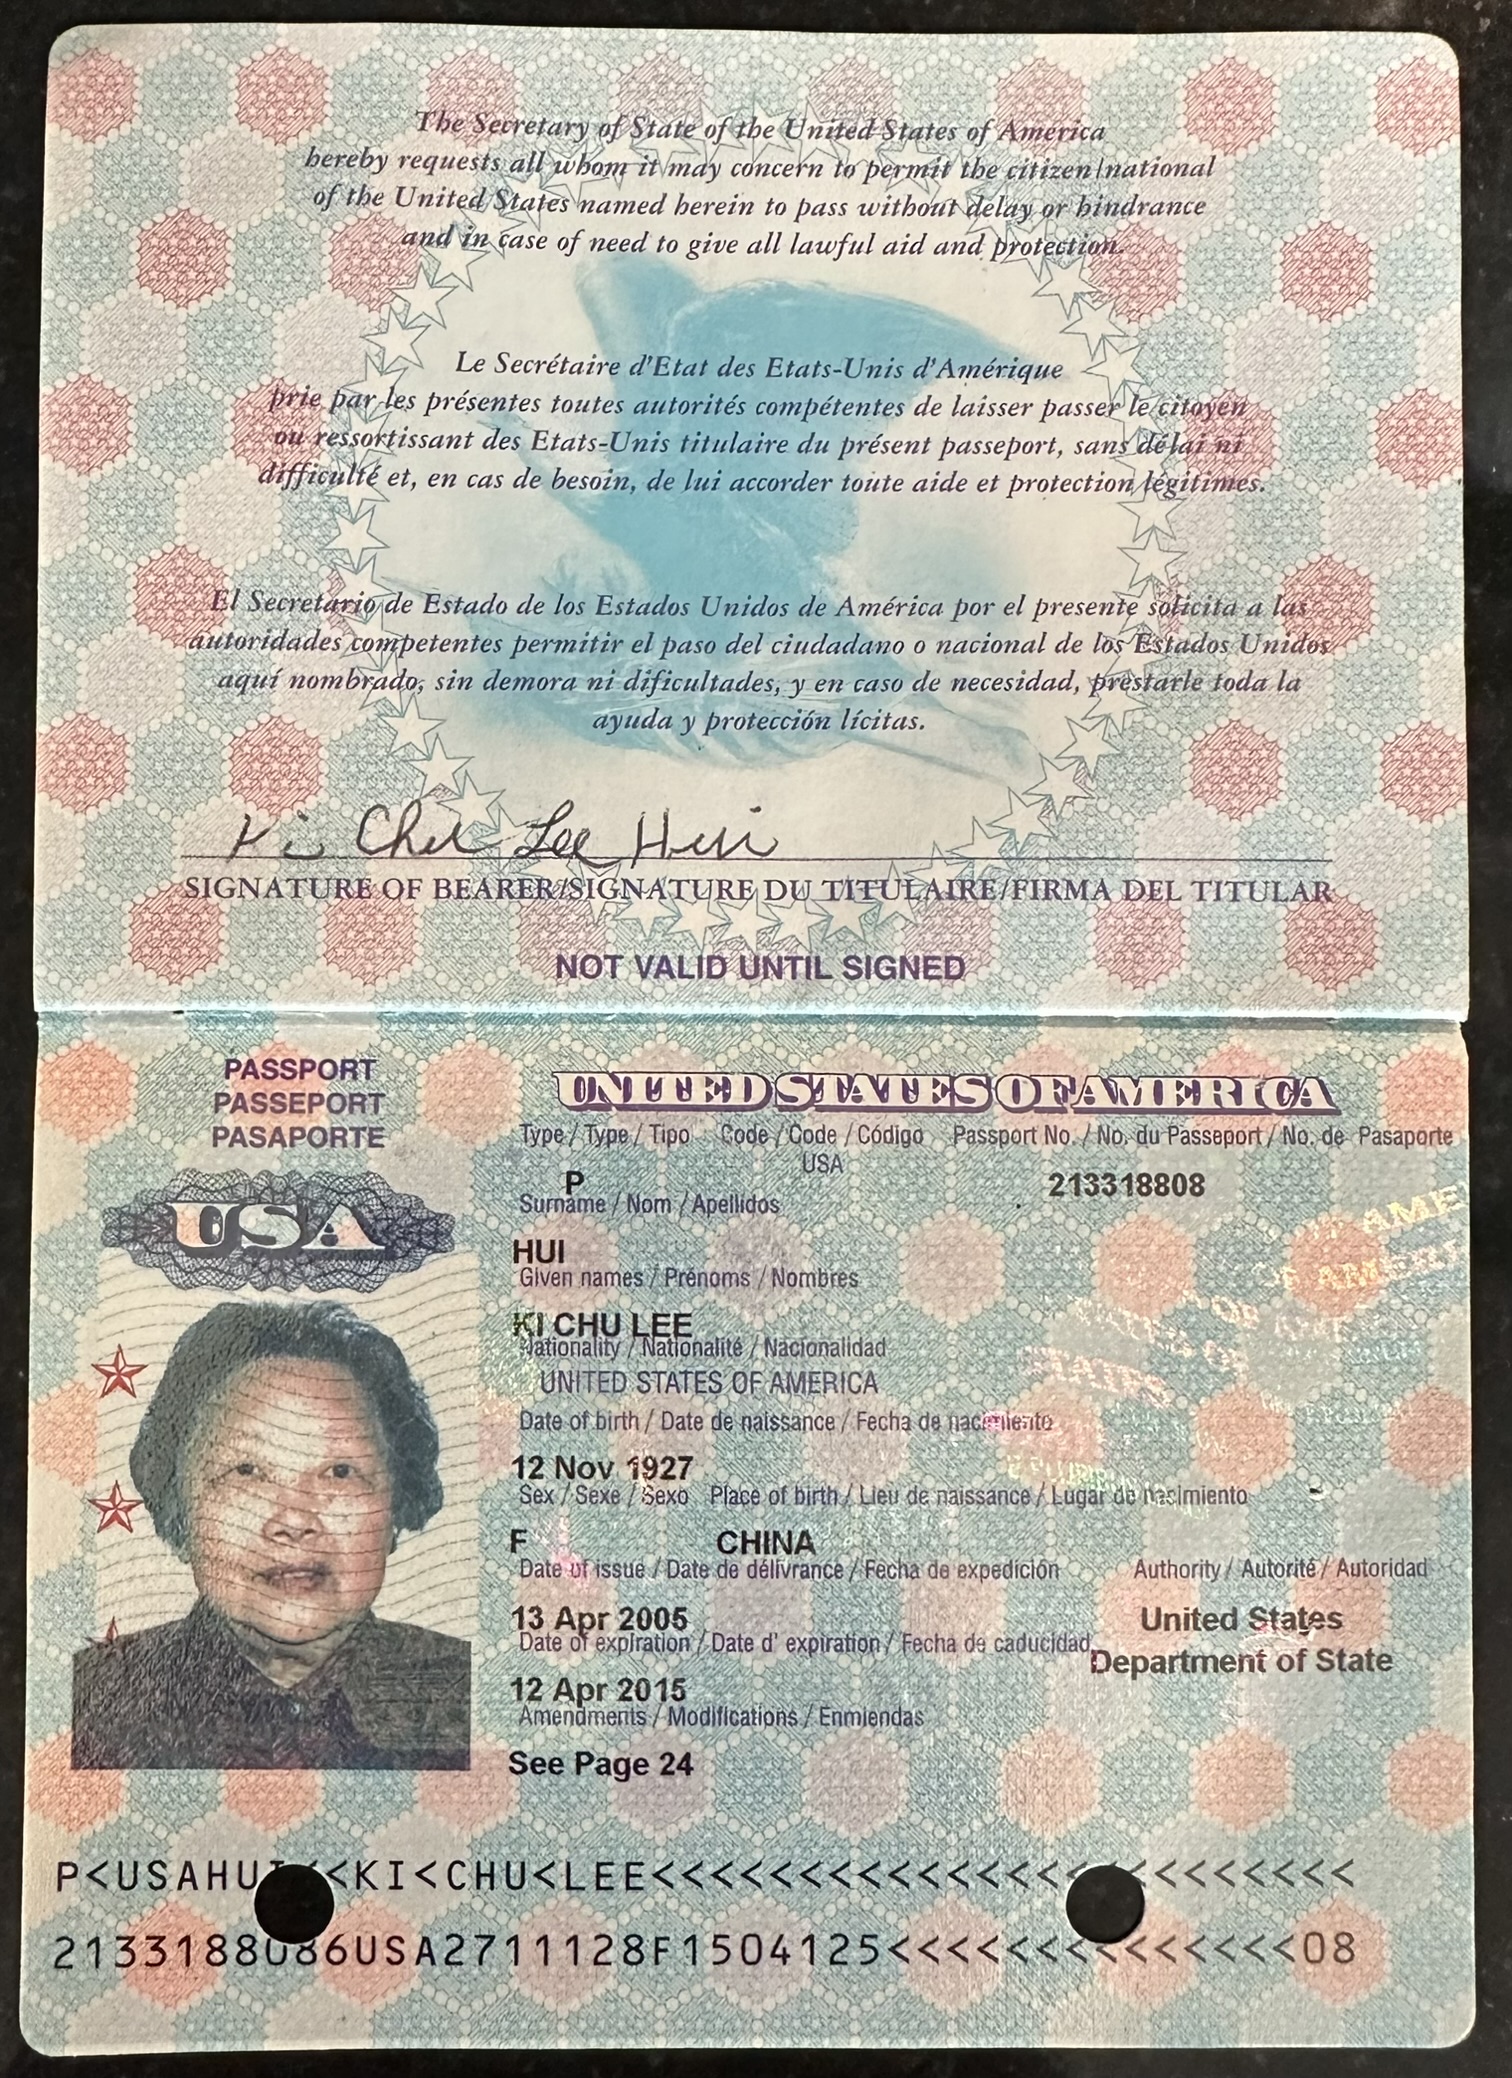 The Secretary of State of the United States of America
hereby requests all whom it may concern to permit the citizen/national
of the United States named herein to pass without delay or hindrance
and in case of need to give all lawful aid and protection.
Le Secrétaire d'Etat des Etats-Unis d'Amérique
prie par les présentes toutes autorités compétentes de laisser passer le citoyen
ou ressortissant des Etats-Unis titulaire du présent passeport, sans délai ni
difficulté et, en cas de besoin, de lui accorder toute aide et protection légitimes.
El Secretario de Estado de los Estados Unidos de América por el presente solicita a las
autoridades competentes permitir el paso del ciudadano o nacional de los Estados Unidos
aquí nombrado, sin demora ni dificultades, y en caso de necesidad, prestarle toda la
ayuda y protección lícitas.
Ki Chu Lee Hui
SIGNATURE OF BEARER/SIGNATURE DU TITULAIRE/FIRMA DEL TITULAR
NOT VALID UNTIL SIGNED
PASSPORT
PASSEPORT
PASAPORTE
USA
UNITED STATES OF AMERICA
Type / Type / Tipo Code / Code / Código Passport No. / No. du Passeport / No. de Pasaporte
P USA 213318808
Surname / Nom / Apellidos
HUI
Given names / Prénoms / Nombres
KI CHU LEE
Nationality / Nationalité / Nacionalidad
UNITED STATES OF AMERICA
Date of birth / Date de naissance / Fecha de nacimiento
12 Nov 1927
Sex / Sexe / Sexo Place of birth / Lieu de naissance / Lugar de nacimiento
F CHINA
Date of issue / Date de délivrance / Fecha de expedición Authority / Autorité / Autoridad
13 Apr 2005 United States
Date of expiration / Date d' expiration / Fecha de caducidad Department of State
12 Apr 2015
Amendments / Modifications / Enmiendas
See Page 24
P<USAHUI<<KI<CHU<LEE<<<<<<<<<<<<<<<<<<<<<<<<
2133188086USA2711128F1504125<<<<<<<<<<<<<<08